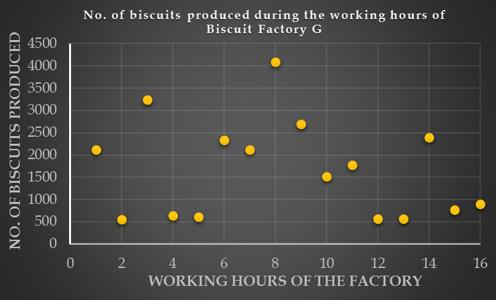 No. of biscuits produced during the working hours of
Biscuit Factory G
NO. OF BISCUITS PRODUCED
4500
4000
3500
3000
2500
2000
1500
1000
500
0
0 2 4 6 8 10 12 14 16
WORKING HOURS OF THE FACTORY